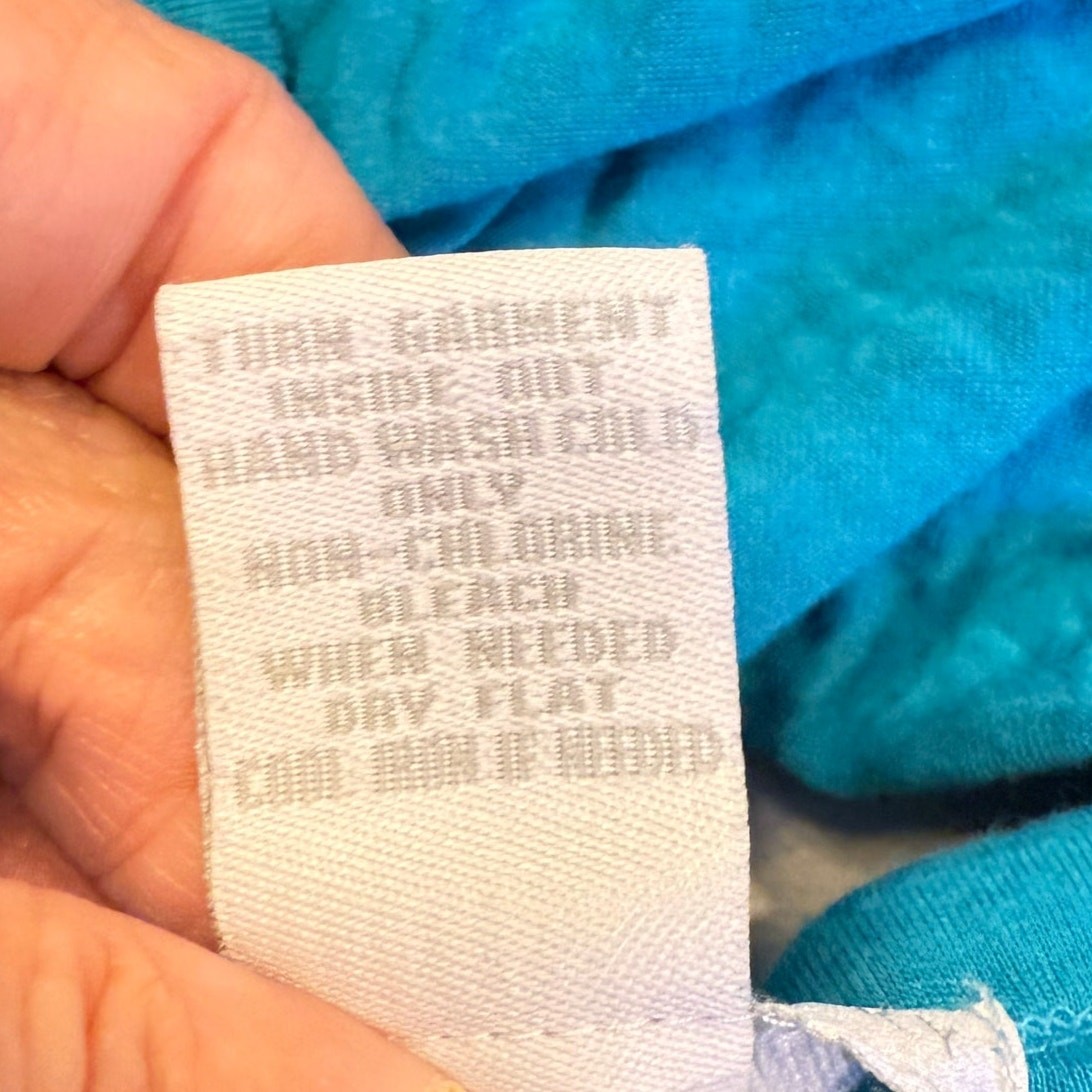 TURN GARMENT
INSIDE OUT
HAND WASH COLD
ONLY
NON-CHLORINE
BLEACH
WHEN NEEDED
DRY FLAT
COOL IRON IF NEEDED